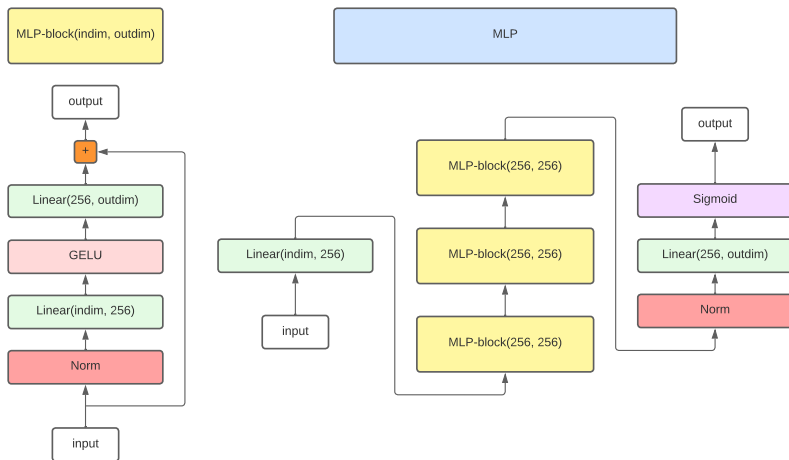 MLP-block(indim, outdim)
output
+
Linear(256, outdim)
GELU
Linear(indim, 256)
Norm
input
MLP
Linear(indim, 256)
input
MLP-block(256, 256)
MLP-block(256, 256)
MLP-block(256, 256)
output
Sigmoid
Linear(256, outdim)
Norm